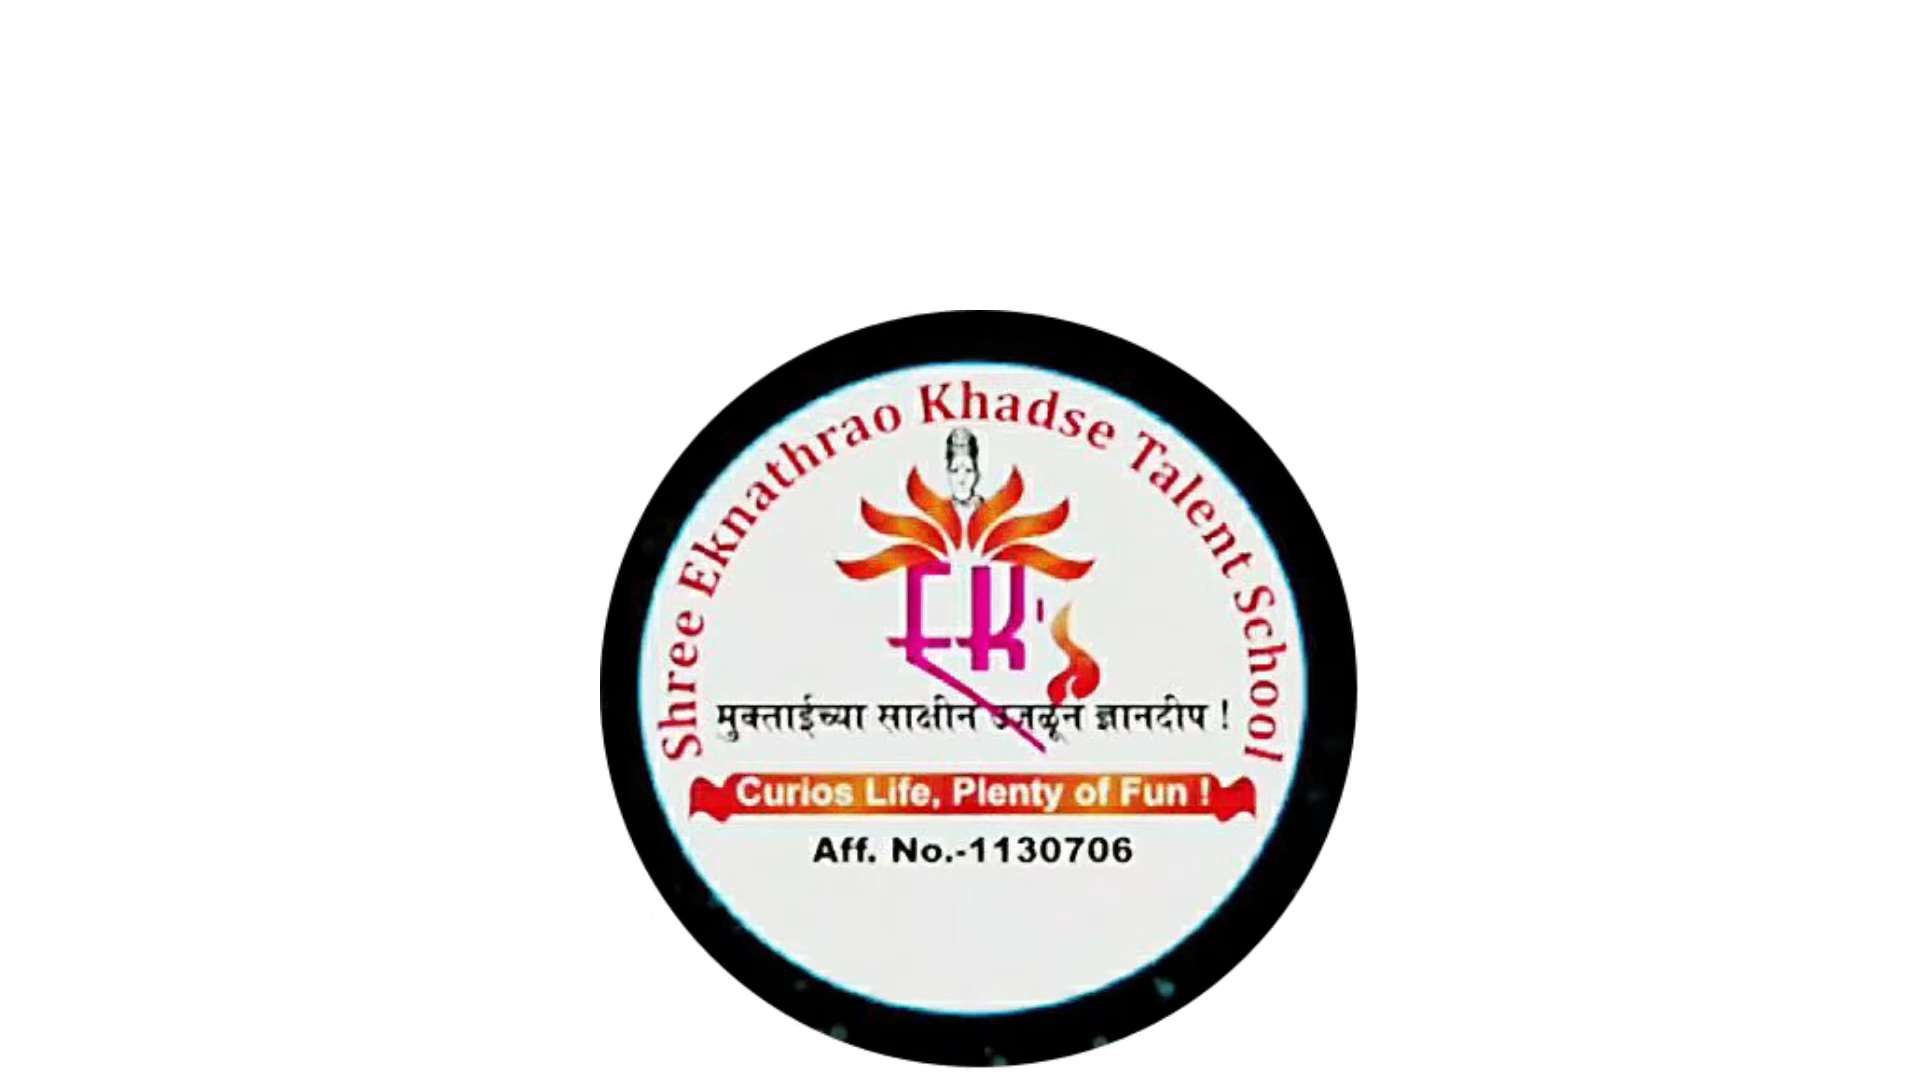 Shree Eknathrao Khadse Talent School
EK's
मुक्ताईच्या साक्षीनं उजळून ज्ञानदीप !
Curios Life, Plenty of Fun !
Aff. No.-1130706